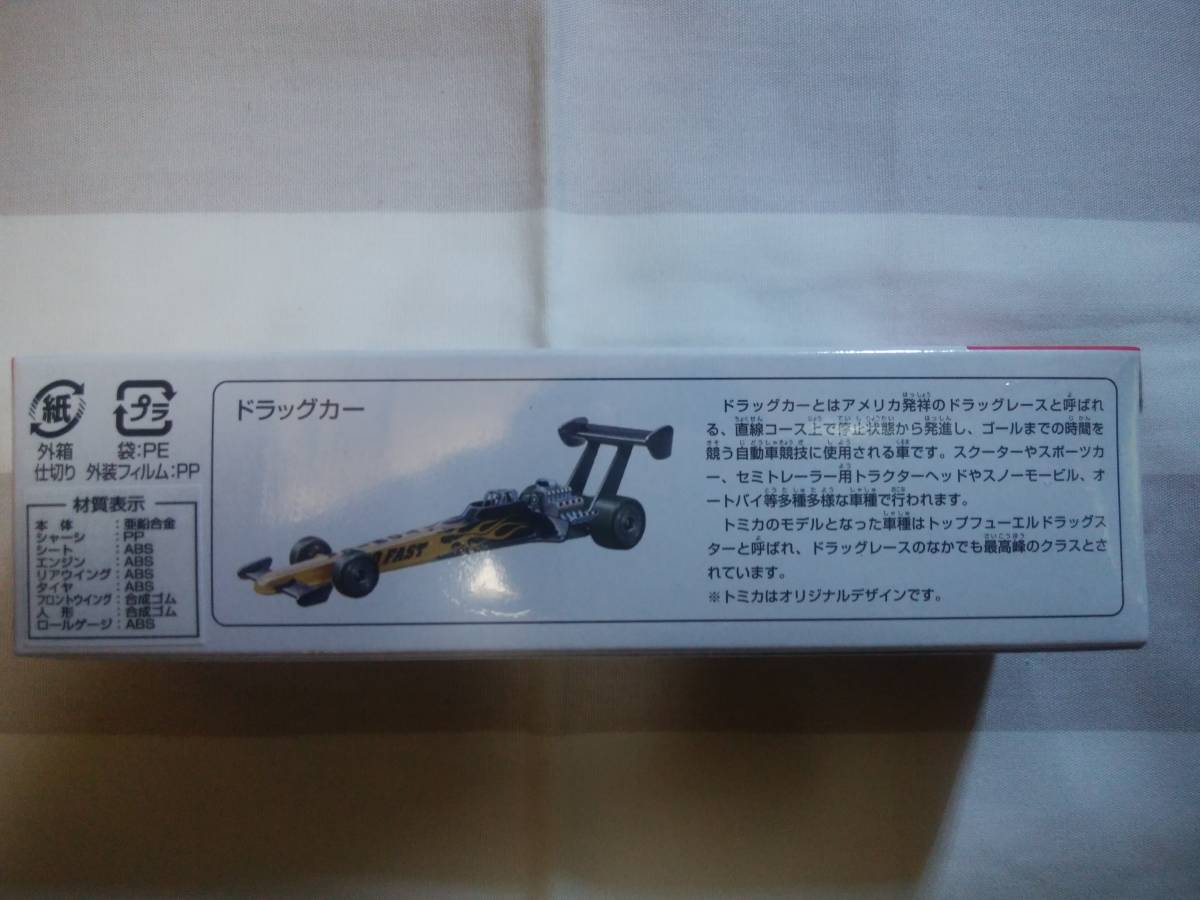 紙
外箱
仕切り
プラ
袋:PE
外装フィルム:PP
材質表示
本体:亜鉛合金
シャーシ:PP
シート:ABS
エンジン:ABS
リアウイング:ABS
タイヤ:ABS
フロントウイング:合成ゴム
人形:合成ゴム
ロールゲージ:ABS
ドラッグカー
FAST
ドラッグカーとはアメリカ発祥のドラッグレースと呼ばれ
る、直線コース上で停止状態から発進し、ゴールまでの時間を
競う自動車競技に使用される車です。スクーターやスポーツカ
ー、セミトレーラー用トラクターヘッドやスノーモービル、オ
ートバイ等多種多様な車種で行われます。
トミカのモデルとなった車種はトップフューエルドラッグス
ターと呼ばれ、ドラッグレースのなかでも最高峰のクラスとさ
れています。
※トミカはオリジナルデザインです。